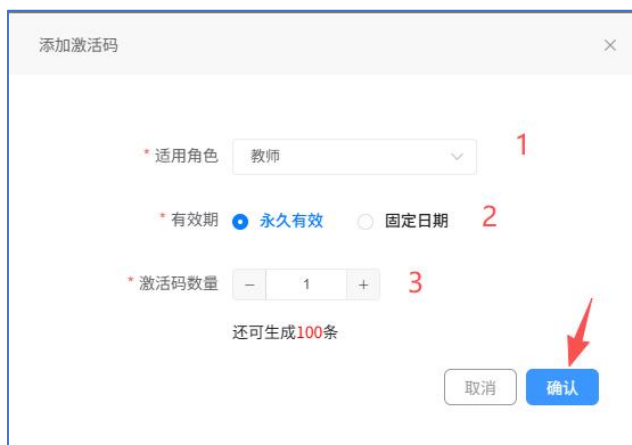 添加激活码
* 适用角色 教师 1
* 有效期 永久有效 固定日期 2
* 激活码数量 − 1 + 3
还可生成100条
取消 确认